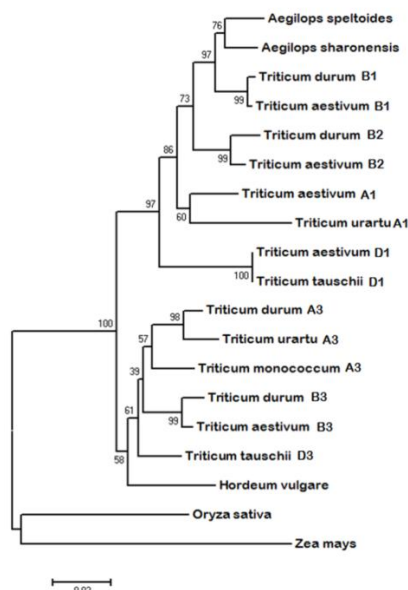 76
Aegilops speltoides
Aegilops sharonensis
97
Triticum durum B1
99
Triticum aestivum B1
73
Triticum durum B2
99
Triticum aestivum B2
86
Triticum aestivum A1
60
Triticum urartu A1
97
Triticum aestivum D1
100
Triticum tauschii D1
Triticum durum A3
98
Triticum urartu A3
100
57
Triticum monococcum A3
39
Triticum durum B3
99
Triticum aestivum B3
61
Triticum tauschii D3
58
Hordeum vulgare
Oryza sativa
Zea mays